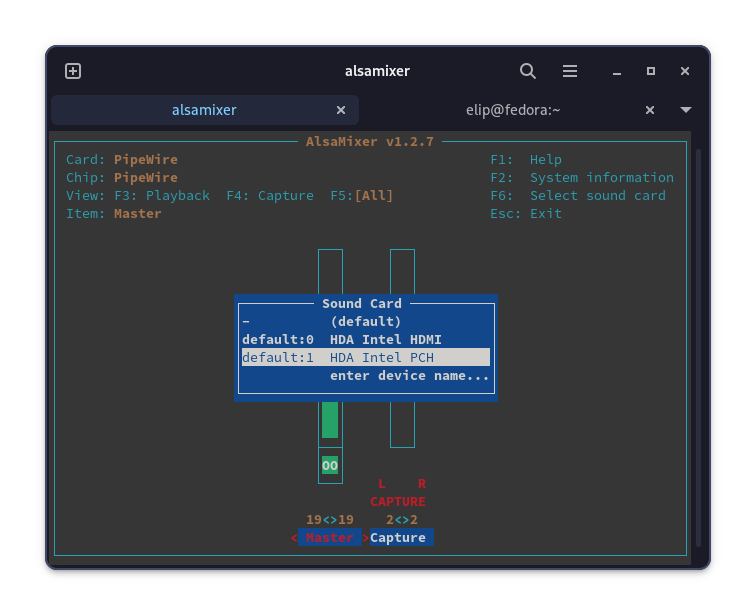 alsamixer
alsamixer
elip@fedora:~
AlsaMixer v1.2.7
Card: PipeWire F1: Help
Chip: PipeWire F2: System information
View: F3: Playback F4: Capture F5:[All] F6: Select sound card
Item: Master Esc: Exit
Sound Card
- (default)
default:0 HDA Intel HDMI
default:1 HDA Intel PCH
enter device name...
OO
L R
CAPTURE
19<>19 2<>2
< Master >Capture